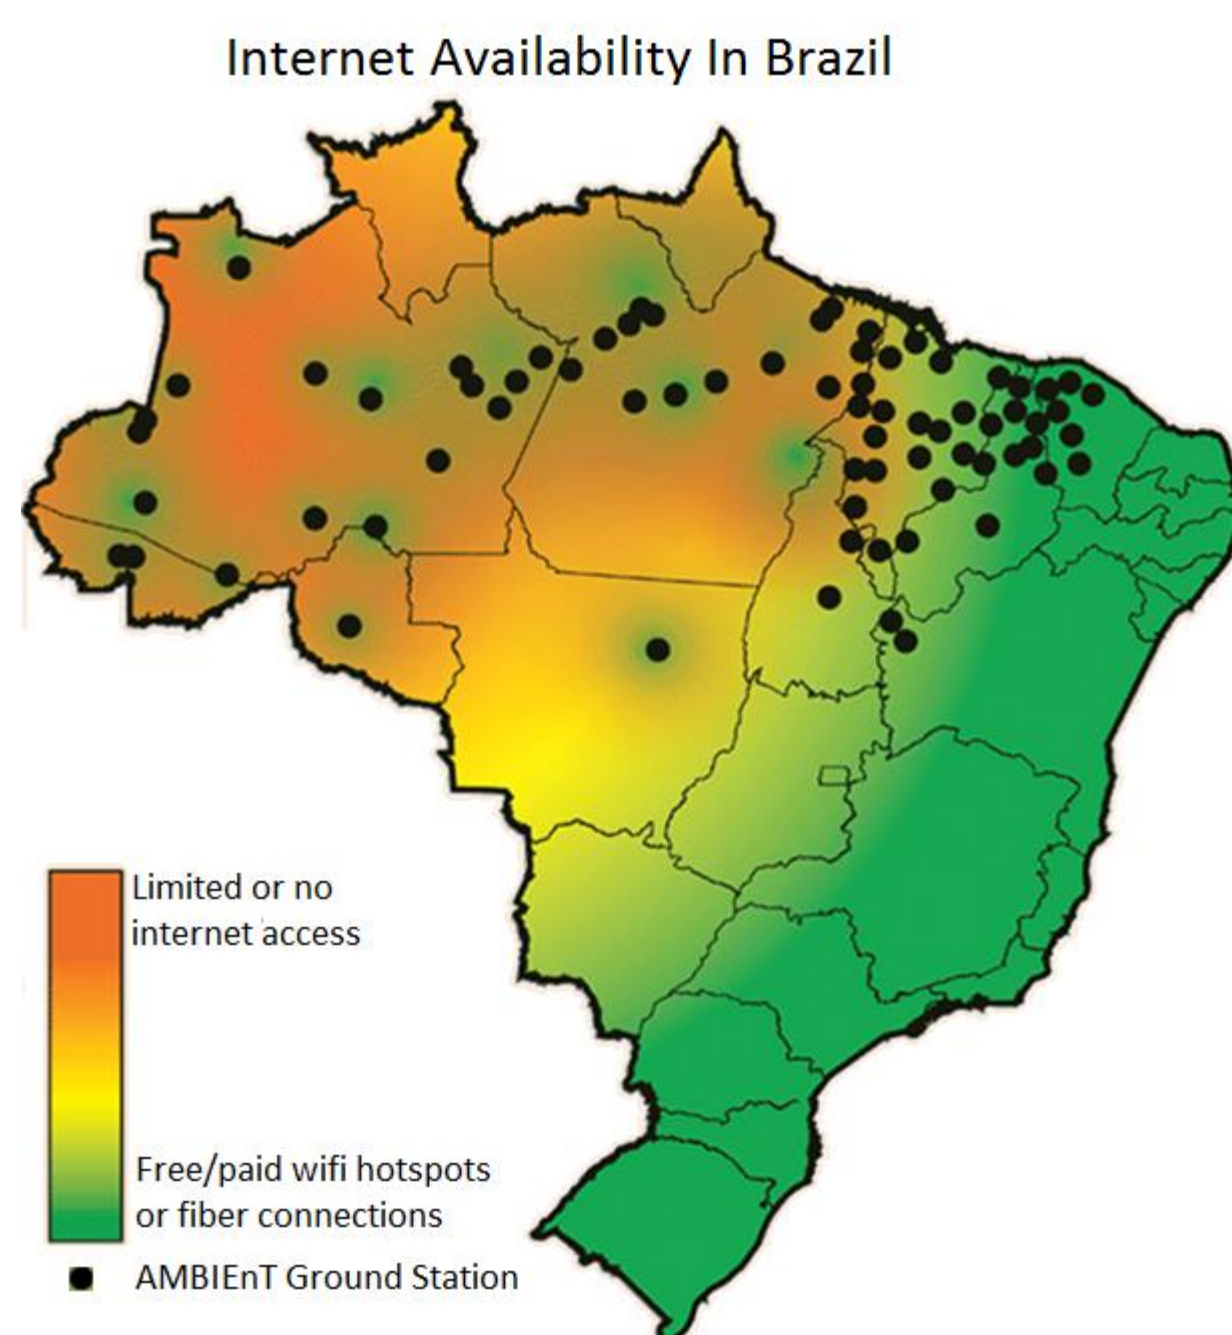 Internet Availability In Brazil
Limited or no
internet access
Free/paid wifi hotspots
or fiber connections
AMBIEnT Ground Station